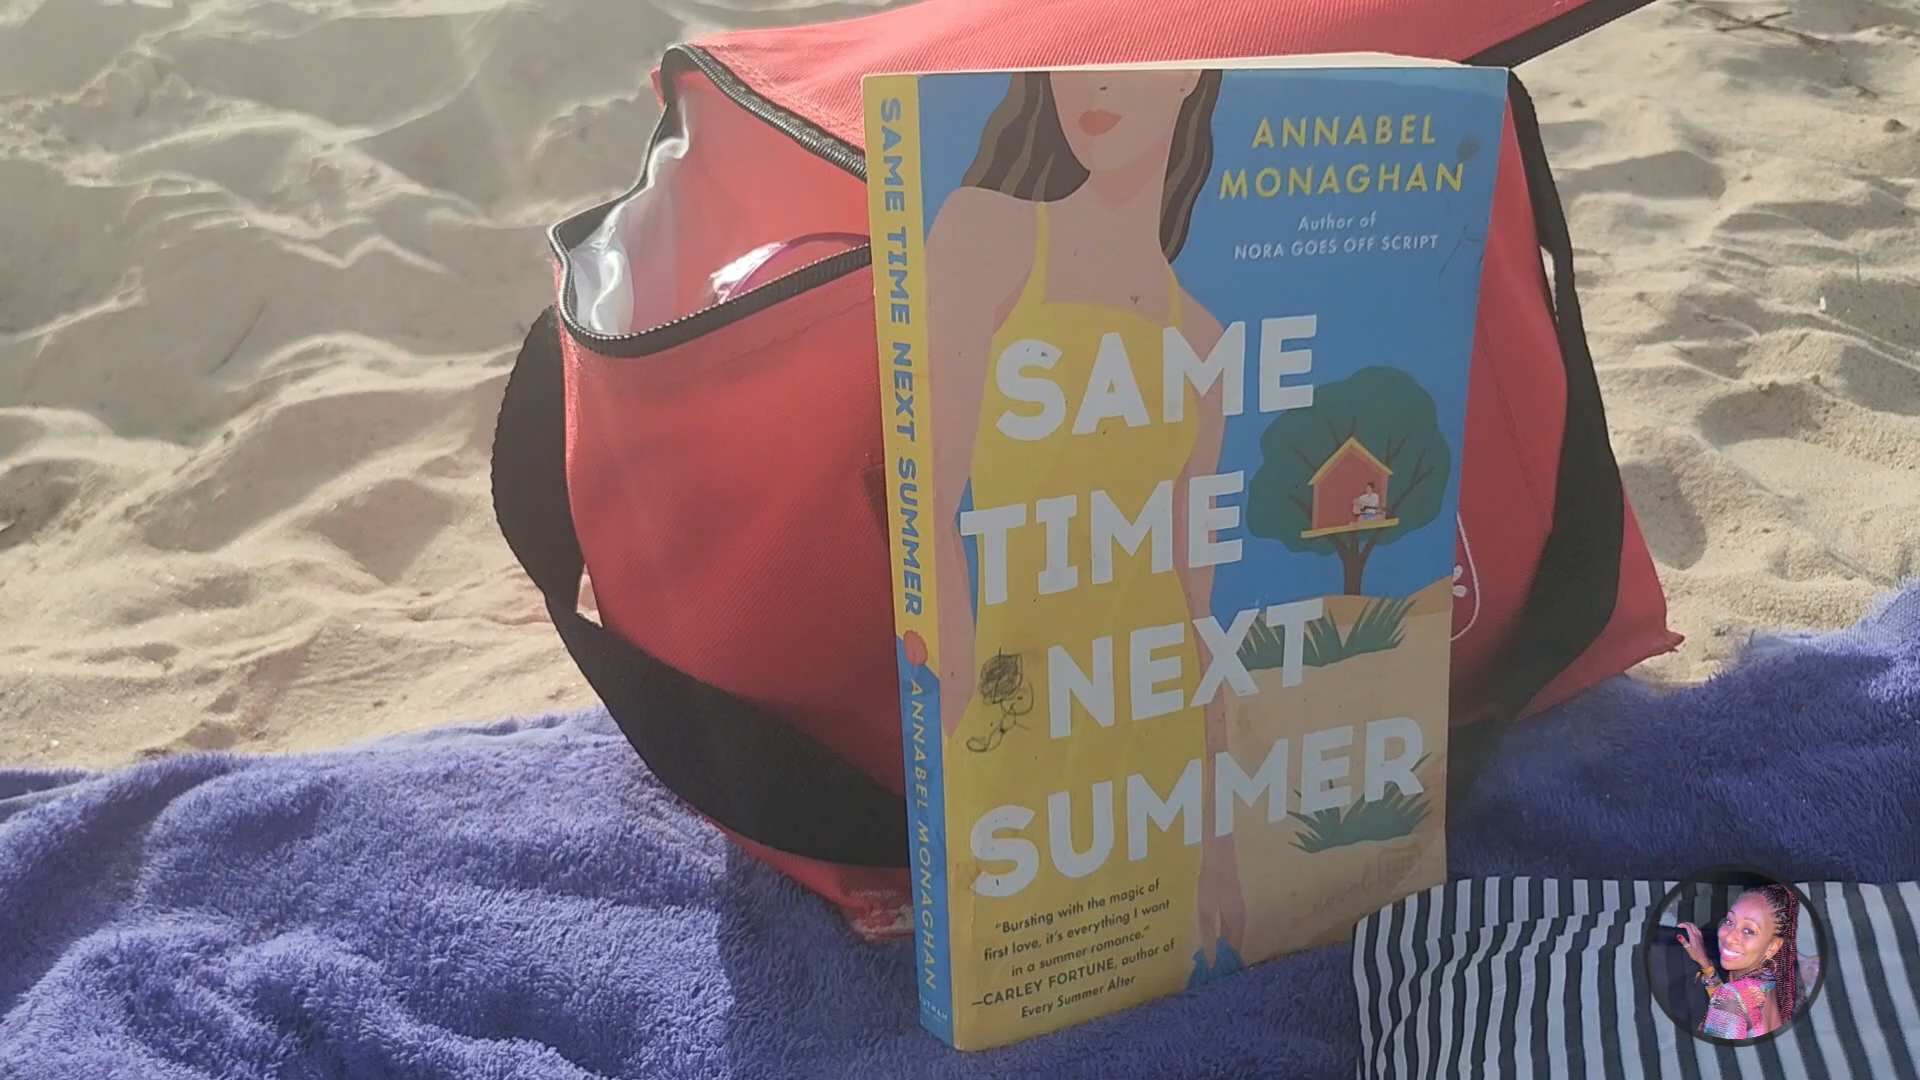 SAME TIME NEXT SUMMER
ANNABEL MONAGHAN
ANNABEL
MONAGHAN
Author of
NORA GOES OFF SCRIPT
SAME
TIME
NEXT
SUMMER
"Bursting with the magic of
first love, it's everything I want
in a summer romance."
—CARLEY FORTUNE, author of
Every Summer After